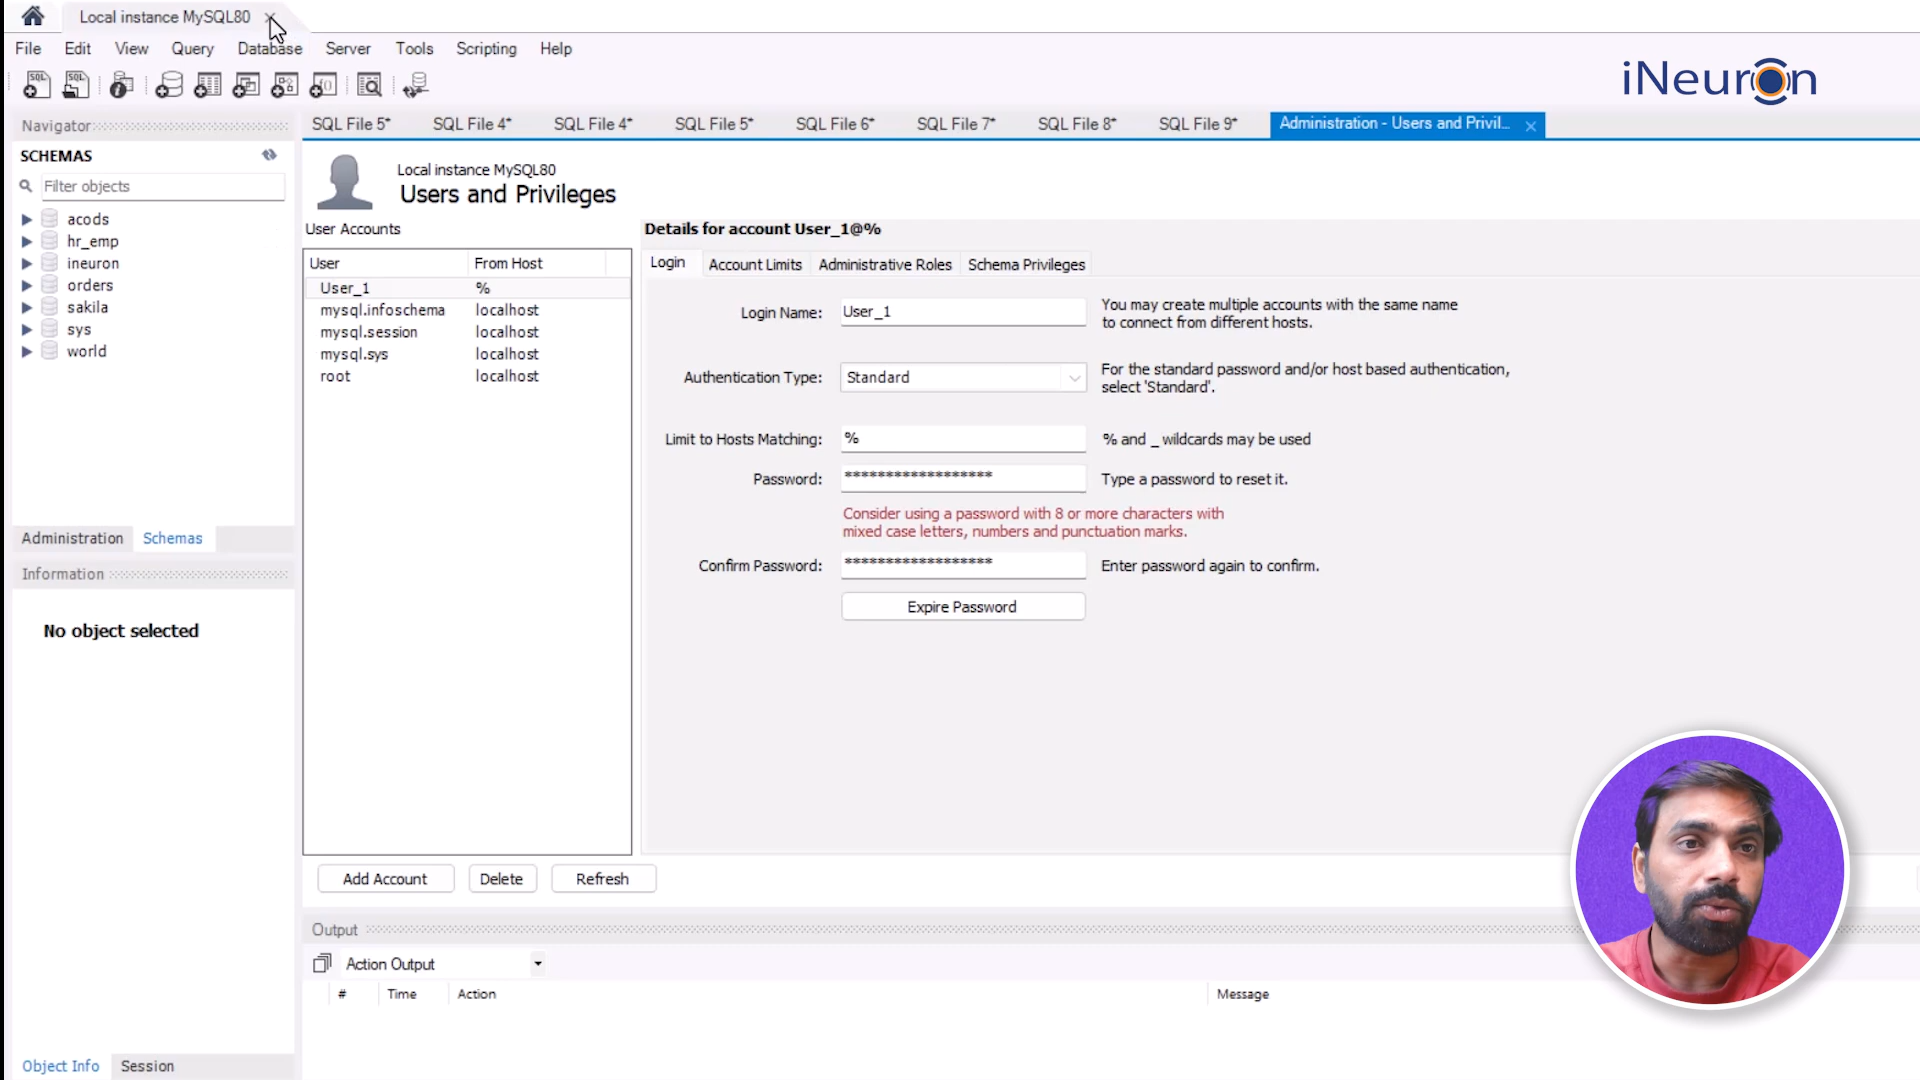 Local instance MySQL80
File Edit View Query Database Server Tools Scripting Help
iNeuron
Navigator
SCHEMAS
Filter objects
acods
hr_emp
ineuron
orders
sakila
sys
world
Administration Schemas
Information
No object selected
Object Info Session
SQL File 5* SQL File 4* SQL File 4* SQL File 5* SQL File 6* SQL File 7* SQL File 8* SQL File 9* Administration - Users and Privil...
Local instance MySQL80
Users and Privileges
User Accounts
User From Host
User_1 %
mysql.infoschema localhost
mysql.session localhost
mysql.sys localhost
root localhost
Add Account Delete Refresh
Details for account User_1@%
Login Account Limits Administrative Roles Schema Privileges
Login Name: User_1
You may create multiple accounts with the same name
to connect from different hosts.
Authentication Type: Standard
For the standard password and/or host based authentication,
select 'Standard'.
Limit to Hosts Matching: % % and _ wildcards may be used
Password: ****************** Type a password to reset it.
Consider using a password with 8 or more characters with
mixed case letters, numbers and punctuation marks.
Confirm Password: ****************** Enter password again to confirm.
Expire Password
Output
Action Output
# Time Action Message